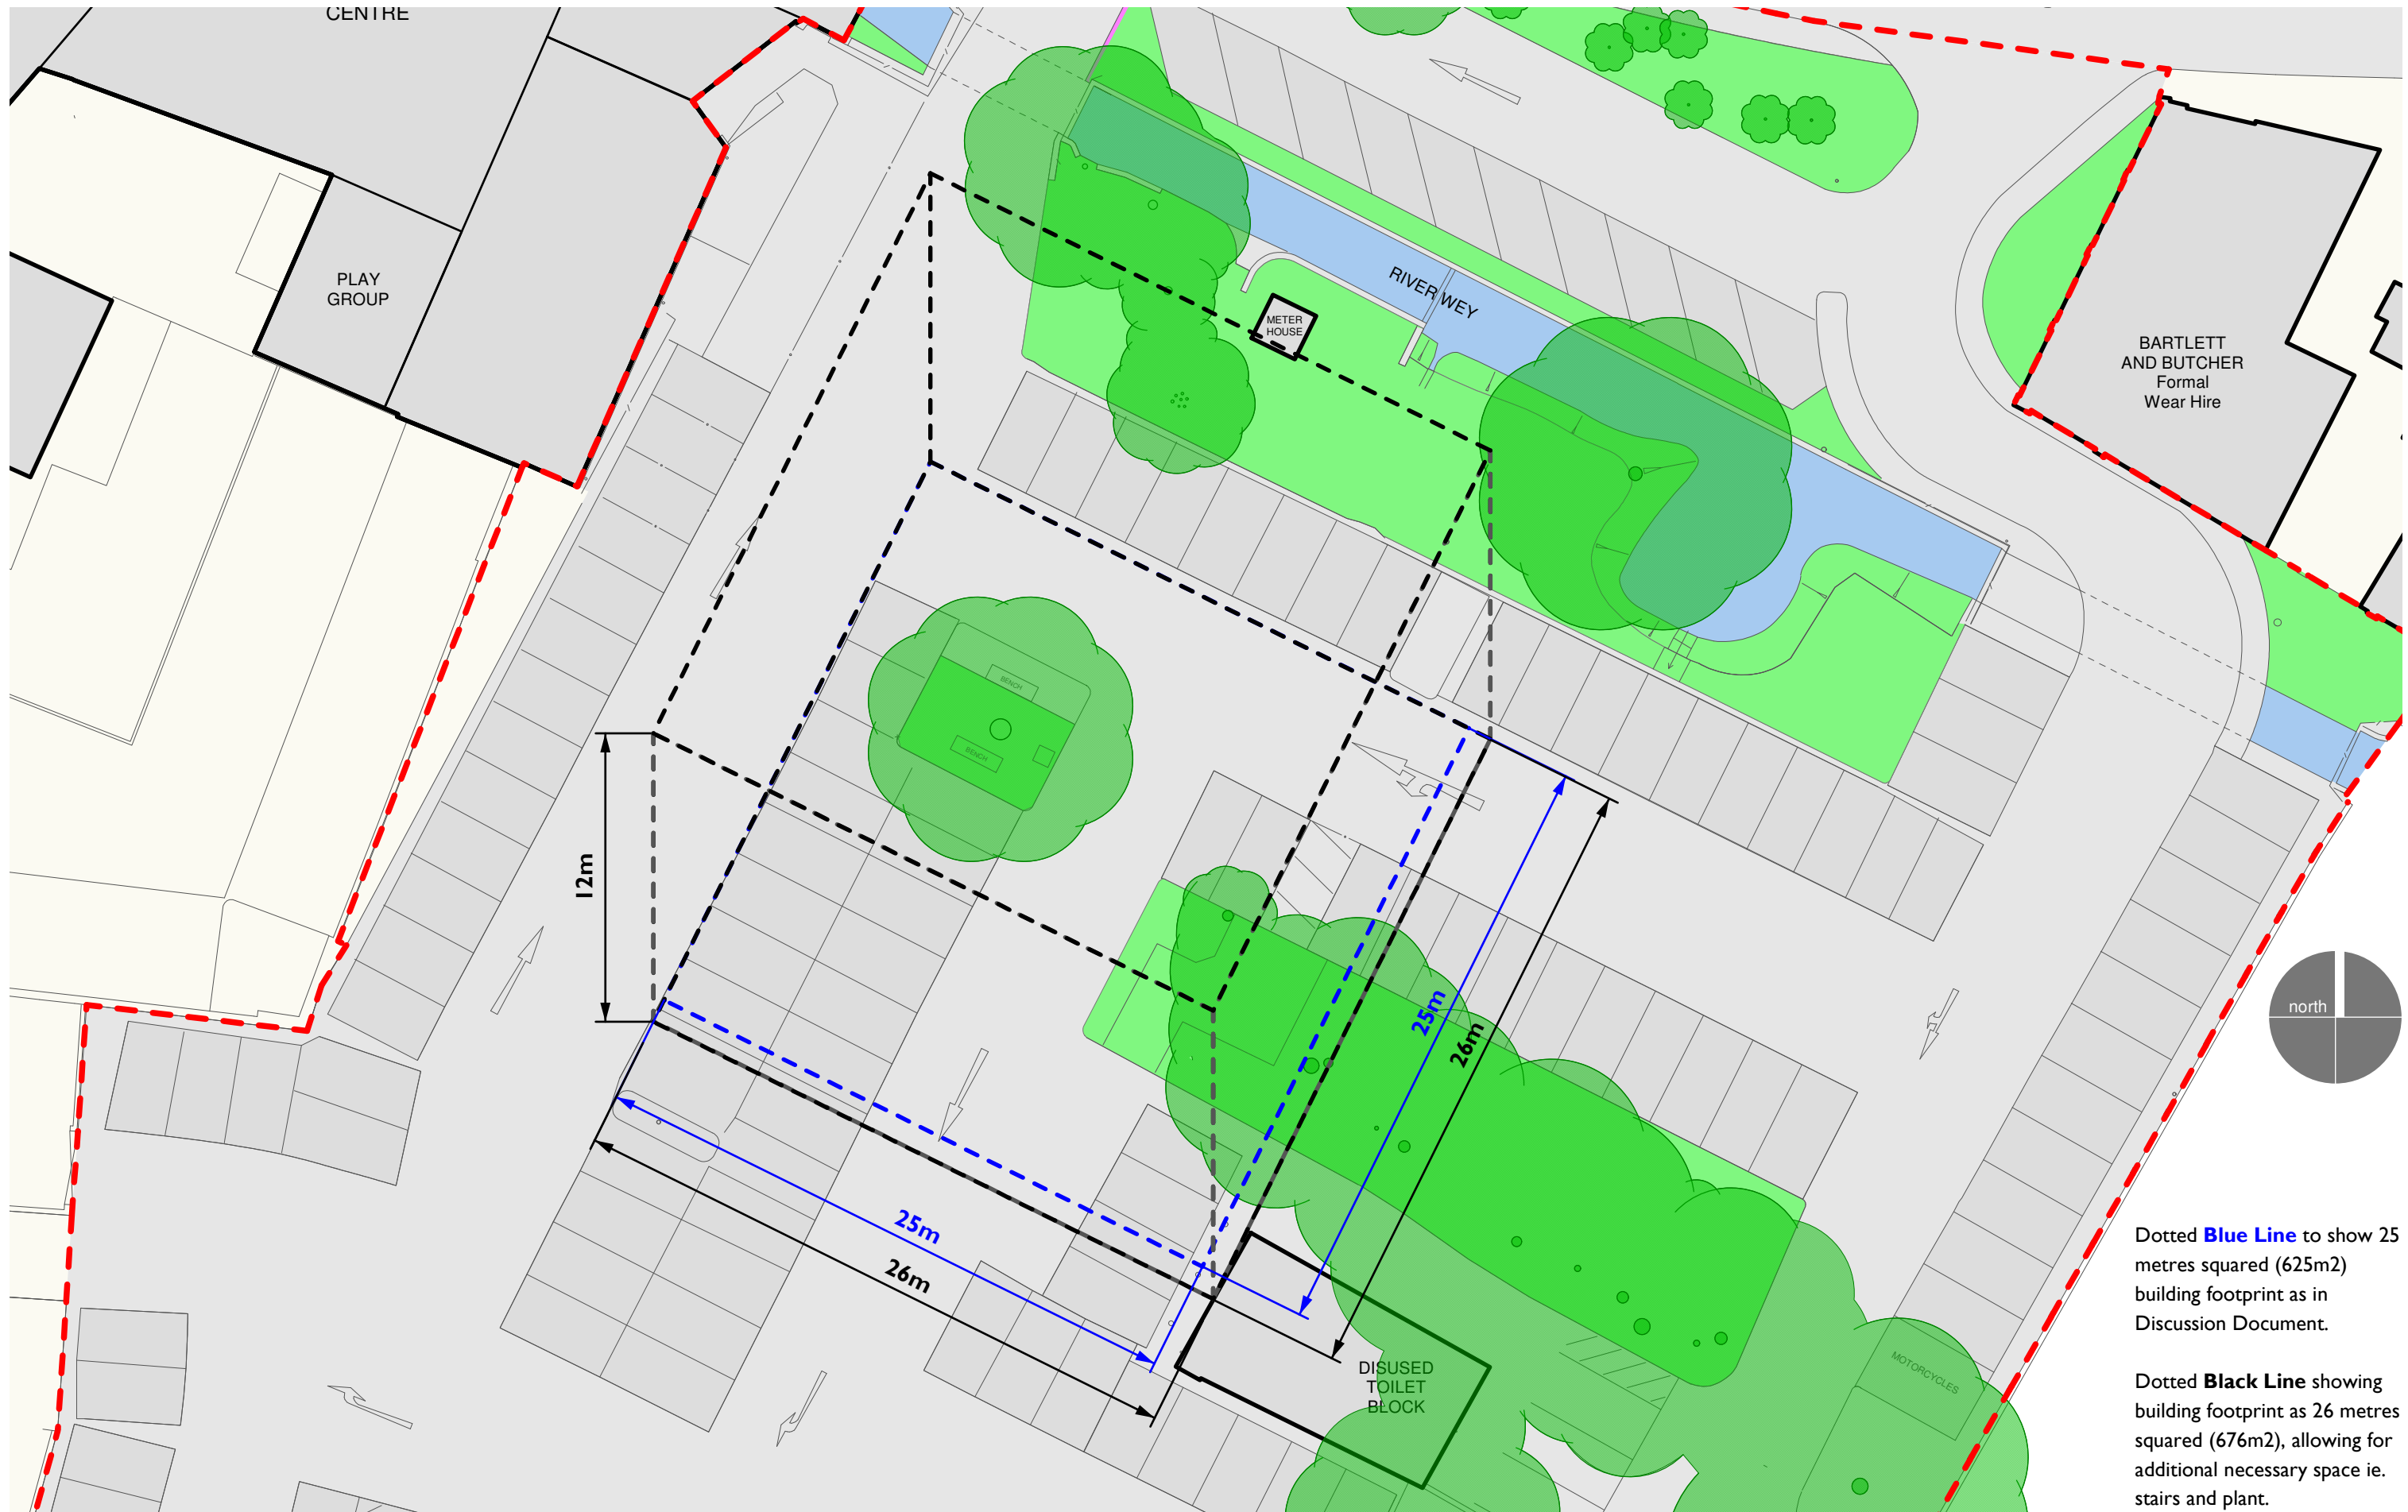 CENTRE
PLAY
GROUP
METER
HOUSE
RIVER WEY
BARTLETT
AND BUTCHER
Formal
Wear Hire
BENCH
BENCH
12m
25m
26m
25m
26m
north
DISUSED
TOILET
BLOCK
MOTORCYCLES
Dotted Blue Line to show 25
metres squared (625m2)
building footprint as in
Discussion Document.
Dotted Black Line showing
building footprint as 26 metres
squared (676m2), allowing for
additional necessary space ie.
stairs and plant.